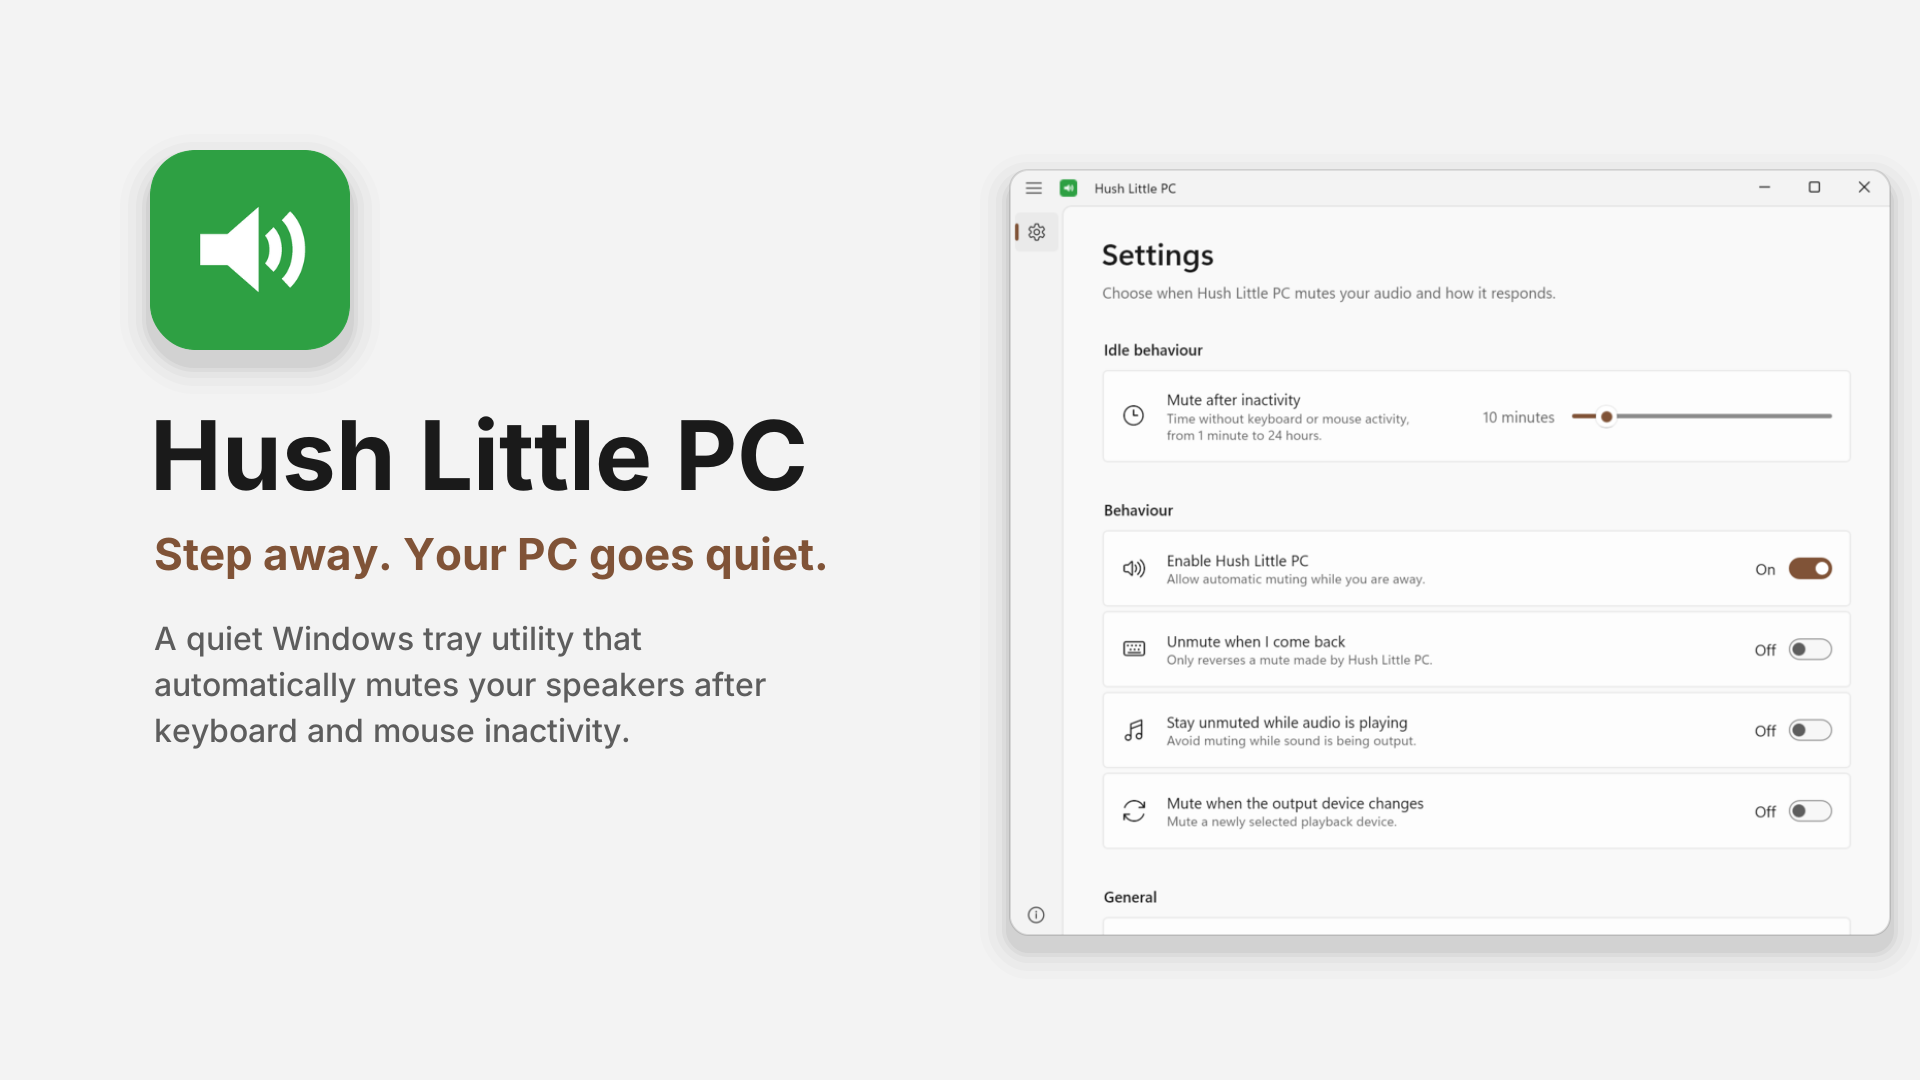 Hush Little PC
Step away. Your PC goes quiet.
A quiet Windows tray utility that
automatically mutes your speakers after
keyboard and mouse inactivity.
Hush Little PC
Settings
Choose when Hush Little PC mutes your audio and how it responds.
Idle behaviour
Mute after inactivity
Time without keyboard or mouse activity,
from 1 minute to 24 hours.
10 minutes
Behaviour
Enable Hush Little PC
Allow automatic muting while you are away.
On
Unmute when I come back
Only reverses a mute made by Hush Little PC.
Off
Stay unmuted while audio is playing
Avoid muting while sound is being output.
Off
Mute when the output device changes
Mute a newly selected playback device.
Off
General